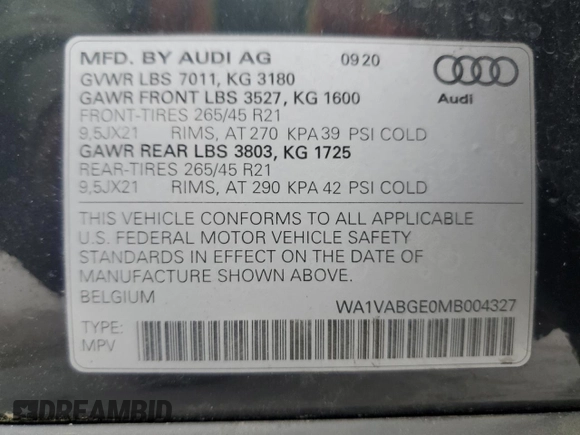 MFD. BY AUDI AG 09.20
GVWR LBS 7011, KG 3180
GAWR FRONT LBS 3527, KG 1600
FRONT-TIRES 265/45 R21
9,5JX21 RIMS, AT 270 KPA 39 PSI COLD
GAWR REAR LBS 3803, KG 1725
REAR-TIRES 265/45 R21
9,5JX21 RIMS, AT 290 KPA 42 PSI COLD
Audi
THIS VEHICLE CONFORMS TO ALL APPLICABLE
U.S. FEDERAL MOTOR VEHICLE SAFETY
STANDARDS IN EFFECT ON THE DATE OF
MANUFACTURE SHOWN ABOVE.
BELGIUM WA1VABGE0MB004327
TYPE:
MPV
DREAMBID